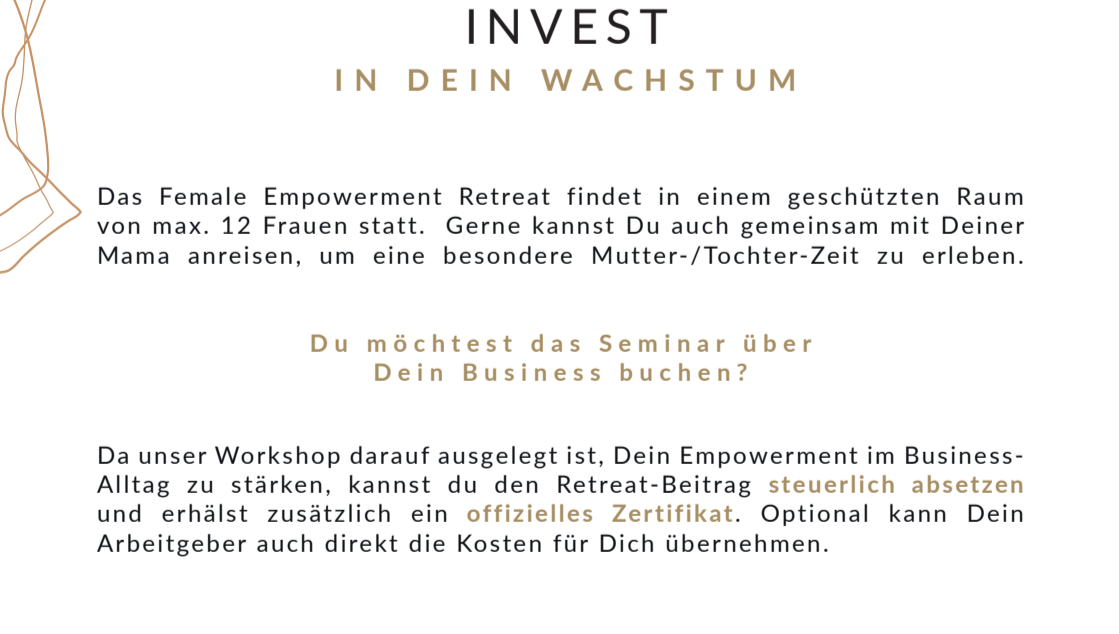 INVEST
IN DEIN WACHSTUM
Das Female Empowerment Retreat findet in einem geschützten Raum
von max. 12 Frauen statt.  Gerne kannst Du auch gemeinsam mit Deiner
Mama anreisen, um eine besondere Mutter-/Tochter-Zeit zu erleben.
Du möchtest das Seminar über
Dein Business buchen?
Da unser Workshop darauf ausgelegt ist, Dein Empowerment im Business-
Alltag zu stärken, kannst du den Retreat-Beitrag steuerlich absetzen
und erhälst zusätzlich ein offizielles Zertifikat. Optional kann Dein
Arbeitgeber auch direkt die Kosten für Dich übernehmen.